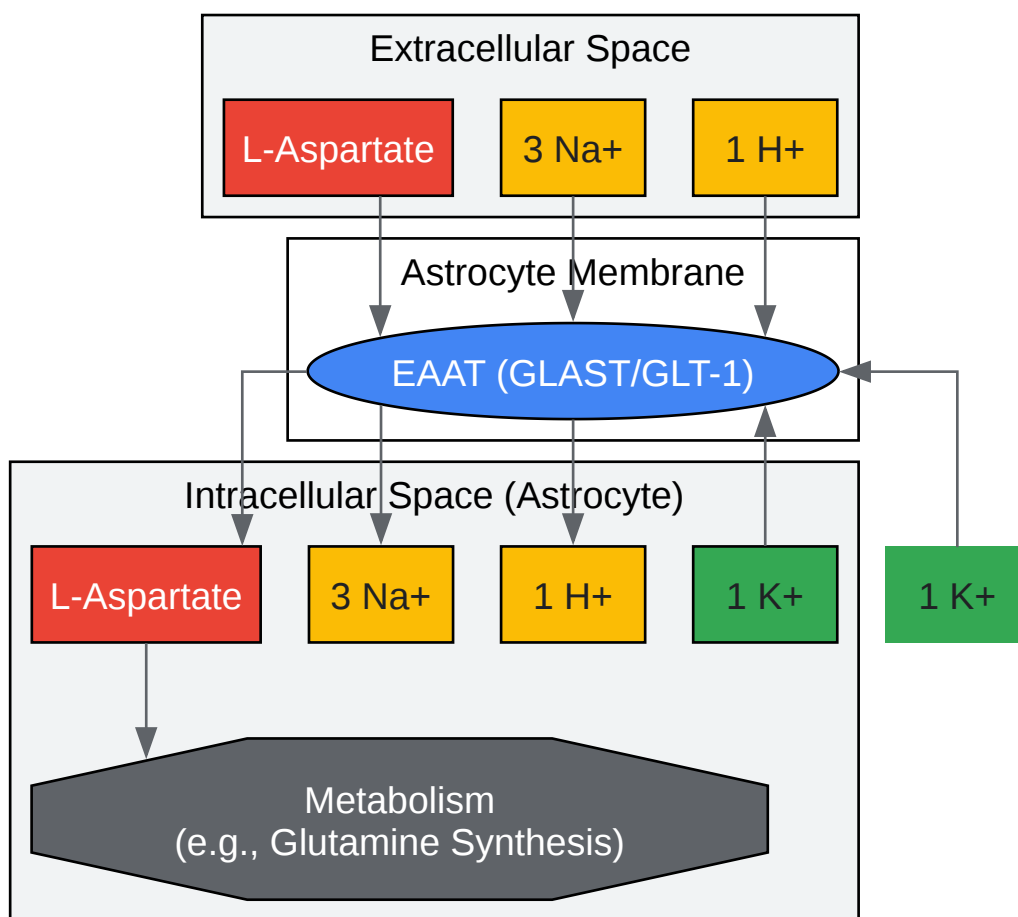 Extracellular Space
L-Aspartate
3 Na+
1 H+
Astrocyte Membrane
EAAT (GLAST/GLT-1)
Intracellular Space (Astrocyte)
L-Aspartate
3 Na+
1 H+
1 K+
1 K+
Metabolism
(e.g., Glutamine Synthesis)